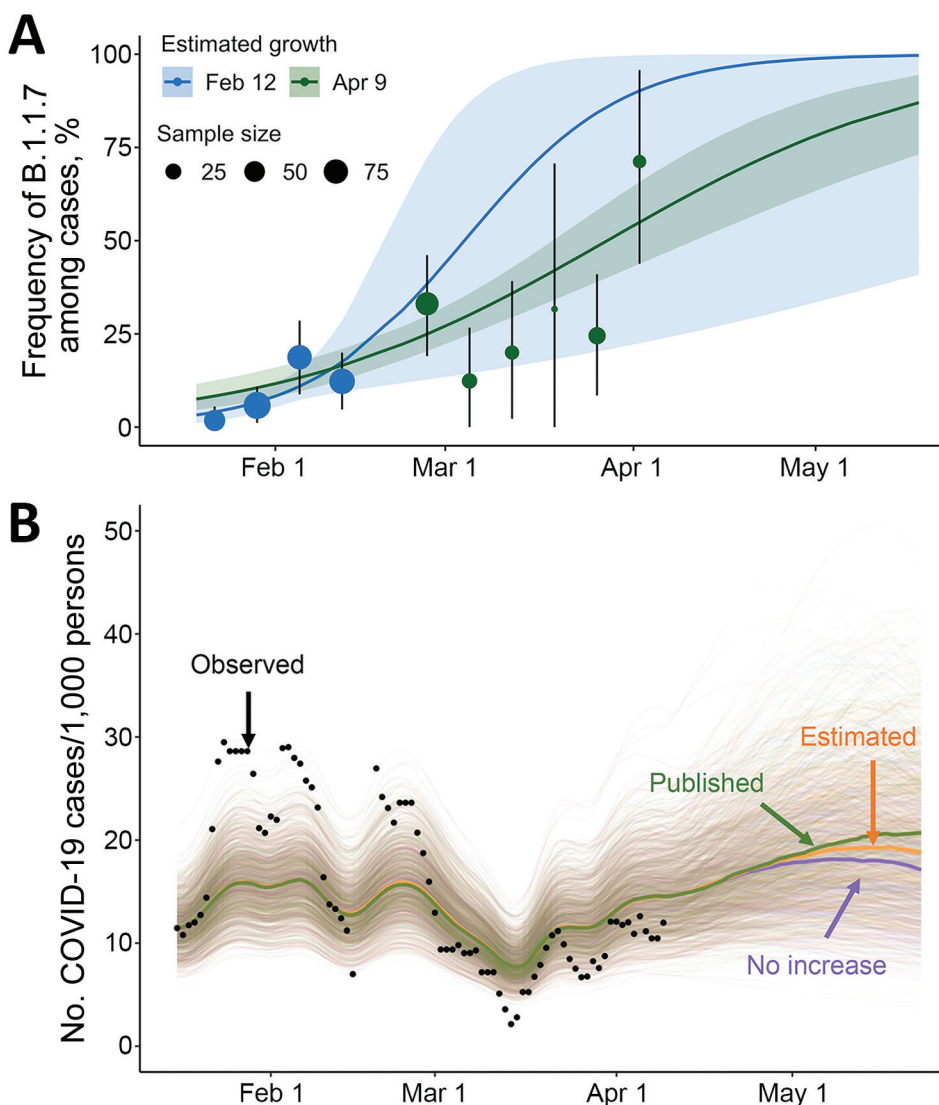 A
Estimated growth
Feb 12 Apr 9
Sample size
25 50 75
Frequency of B.1.1.7
among cases, %
100
75
50
25
0
Feb 1 Mar 1 Apr 1 May 1
B
No. COVID-19 cases/1,000 persons
50
40
30
20
10
0
Observed
Estimated
Published
No increase
Feb 1 Mar 1 Apr 1 May 1